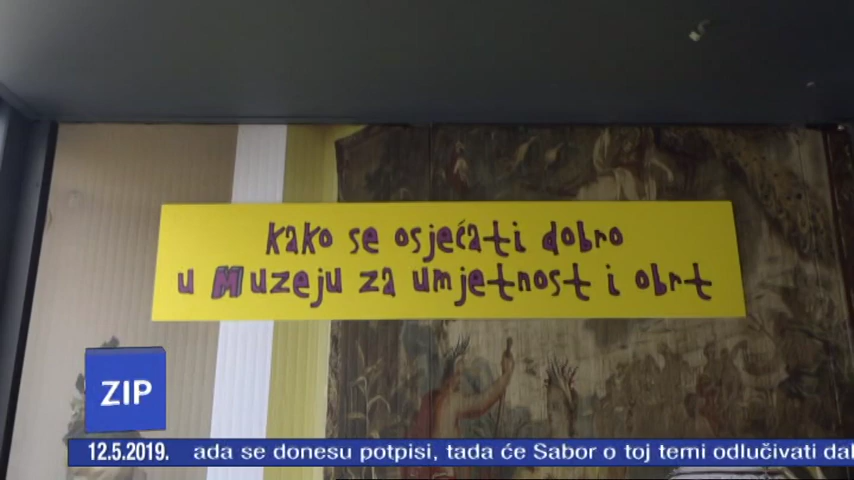 kako se osjećati dobro
u Muzeju za umjetnost i obrt
ZIP
12.5.2019. ada se donesu potpisi, tada će Sabor o toj temi odlučivati dal